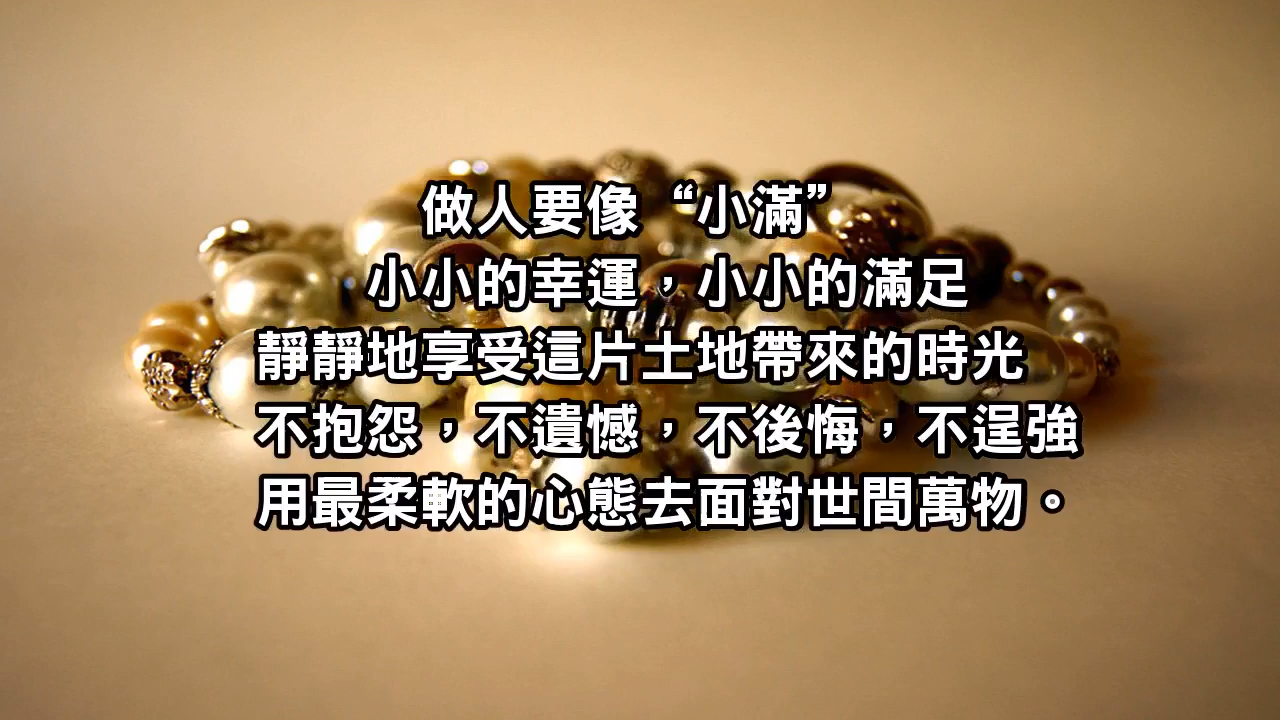 做人要像“小滿”
小小的幸運，小小的滿足
靜靜地享受這片土地帶來的時光
不抱怨，不遺憾，不後悔，不逞強
用最柔軟的心態去面對世間萬物。